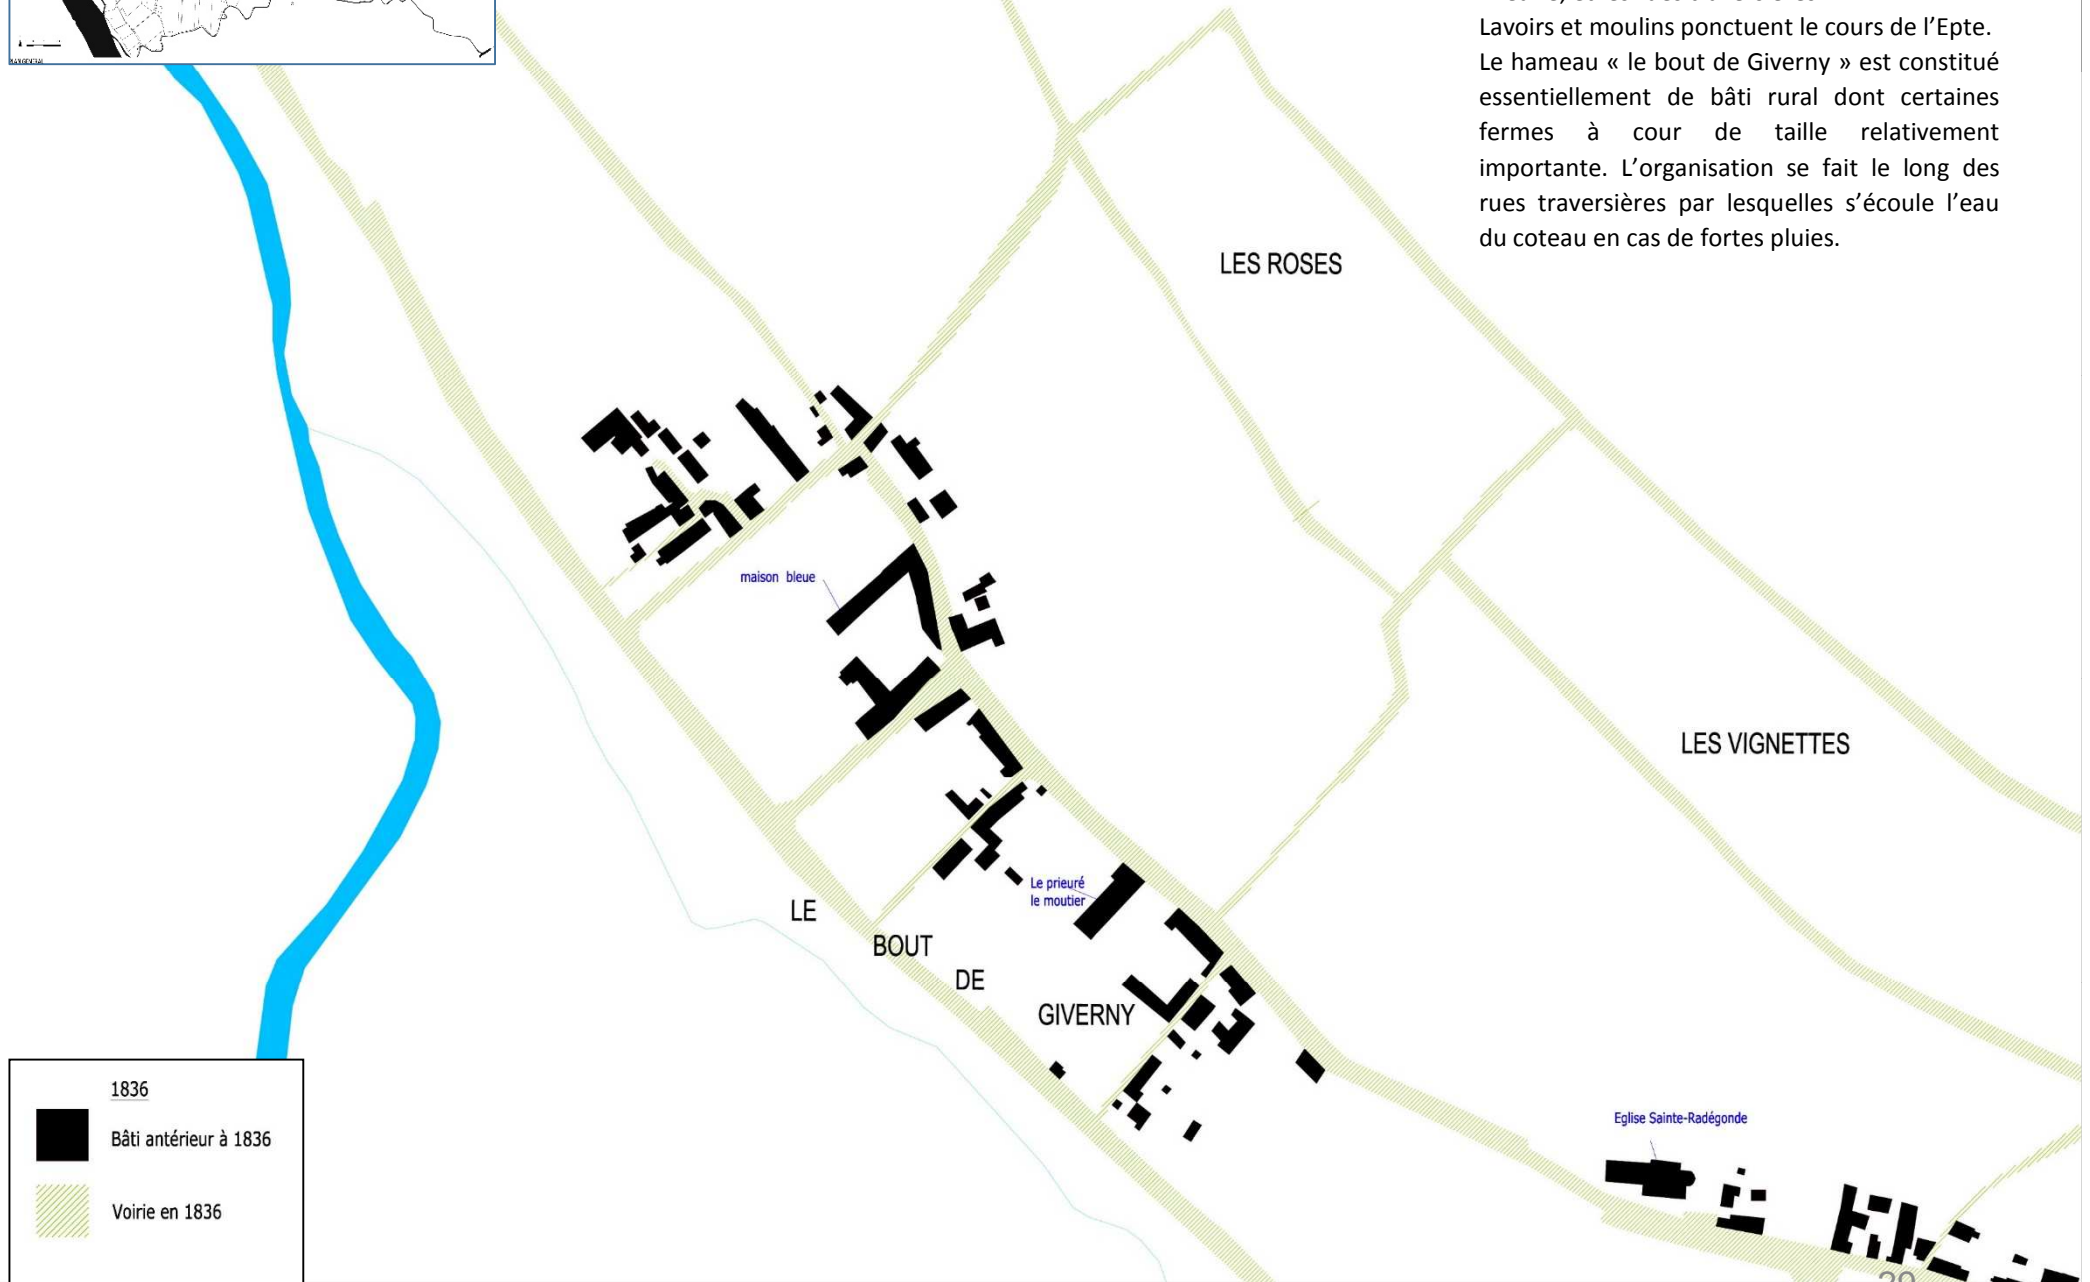 Lavoirs et moulins ponctuent le cours de l’Epte.
Le hameau « le bout de Giverny » est constitué
essentiellement de bâti rural dont certaines
fermes à cour de taille relativement
importante. L’organisation se fait le long des
rues traversières par lesquelles s’écoule l’eau
du coteau en cas de fortes pluies.
LES ROSES
maison bleue
LES VIGNETTES
Le prieuré
le moutier
LE
BOUT
DE
GIVERNY
Eglise Sainte-Radégonde
1836
Bâti antérieur à 1836
Voirie en 1836